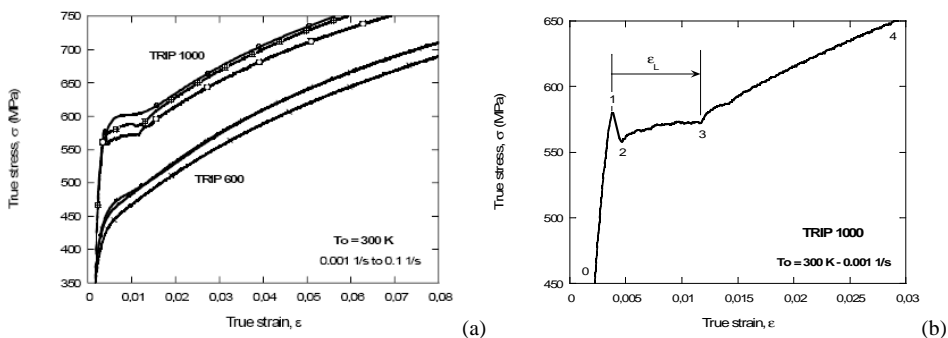 750
700
650
600
550
500
450
400
350
True stress, σ (MPa)
TRIP 1000
TRIP 600
To = 300 K
0.001 1/s to 0.1 1/s
0 0,01 0,02 0,03 0,04 0,05 0,06 0,07 0,08
True strain, ε
(a)
650
600
550
500
450
True stress, σ (MPa)
εL
1
2
3
4
0
TRIP 1000
To = 300 K - 0.001 1/s
0 0,005 0,01 0,015 0,02 0,025 0,03
True strain, ε
(b)